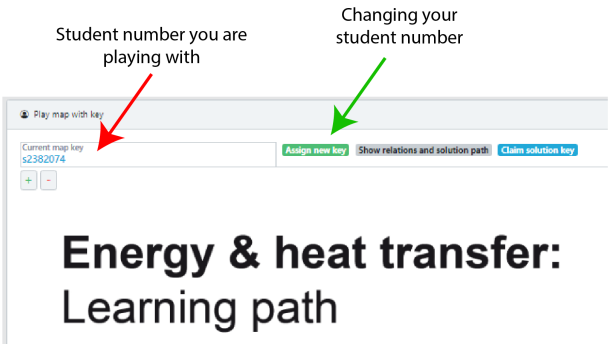 Student number you are
playing with
Changing your
student number
Play map with key
Current map key
s2382074
Assign new key
Show relations and solution path
Claim solution key
+ -
Energy & heat transfer:
Learning path